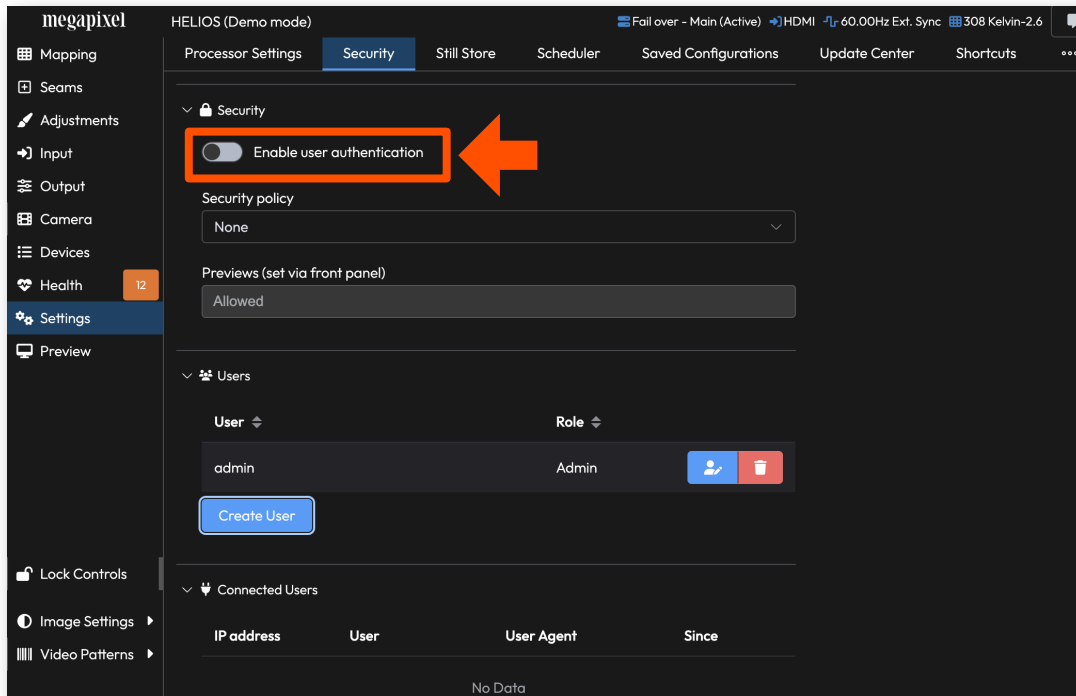 megapixel
HELIOS (Demo mode)
Fail over - Main (Active) HDMI 60.00Hz Ext. Sync 308 Kelvin-2.6
Mapping
Seams
Adjustments
Input
Output
Camera
Devices
Health 12
Settings
Preview
Lock Controls
Image Settings
Video Patterns
Processor Settings Security Still Store Scheduler Saved Configurations Update Center Shortcuts
Security
Enable user authentication
Security policy
None
Previews (set via front panel)
Allowed
Users
User Role
admin Admin
Create User
Connected Users
IP address User User Agent Since
No Data